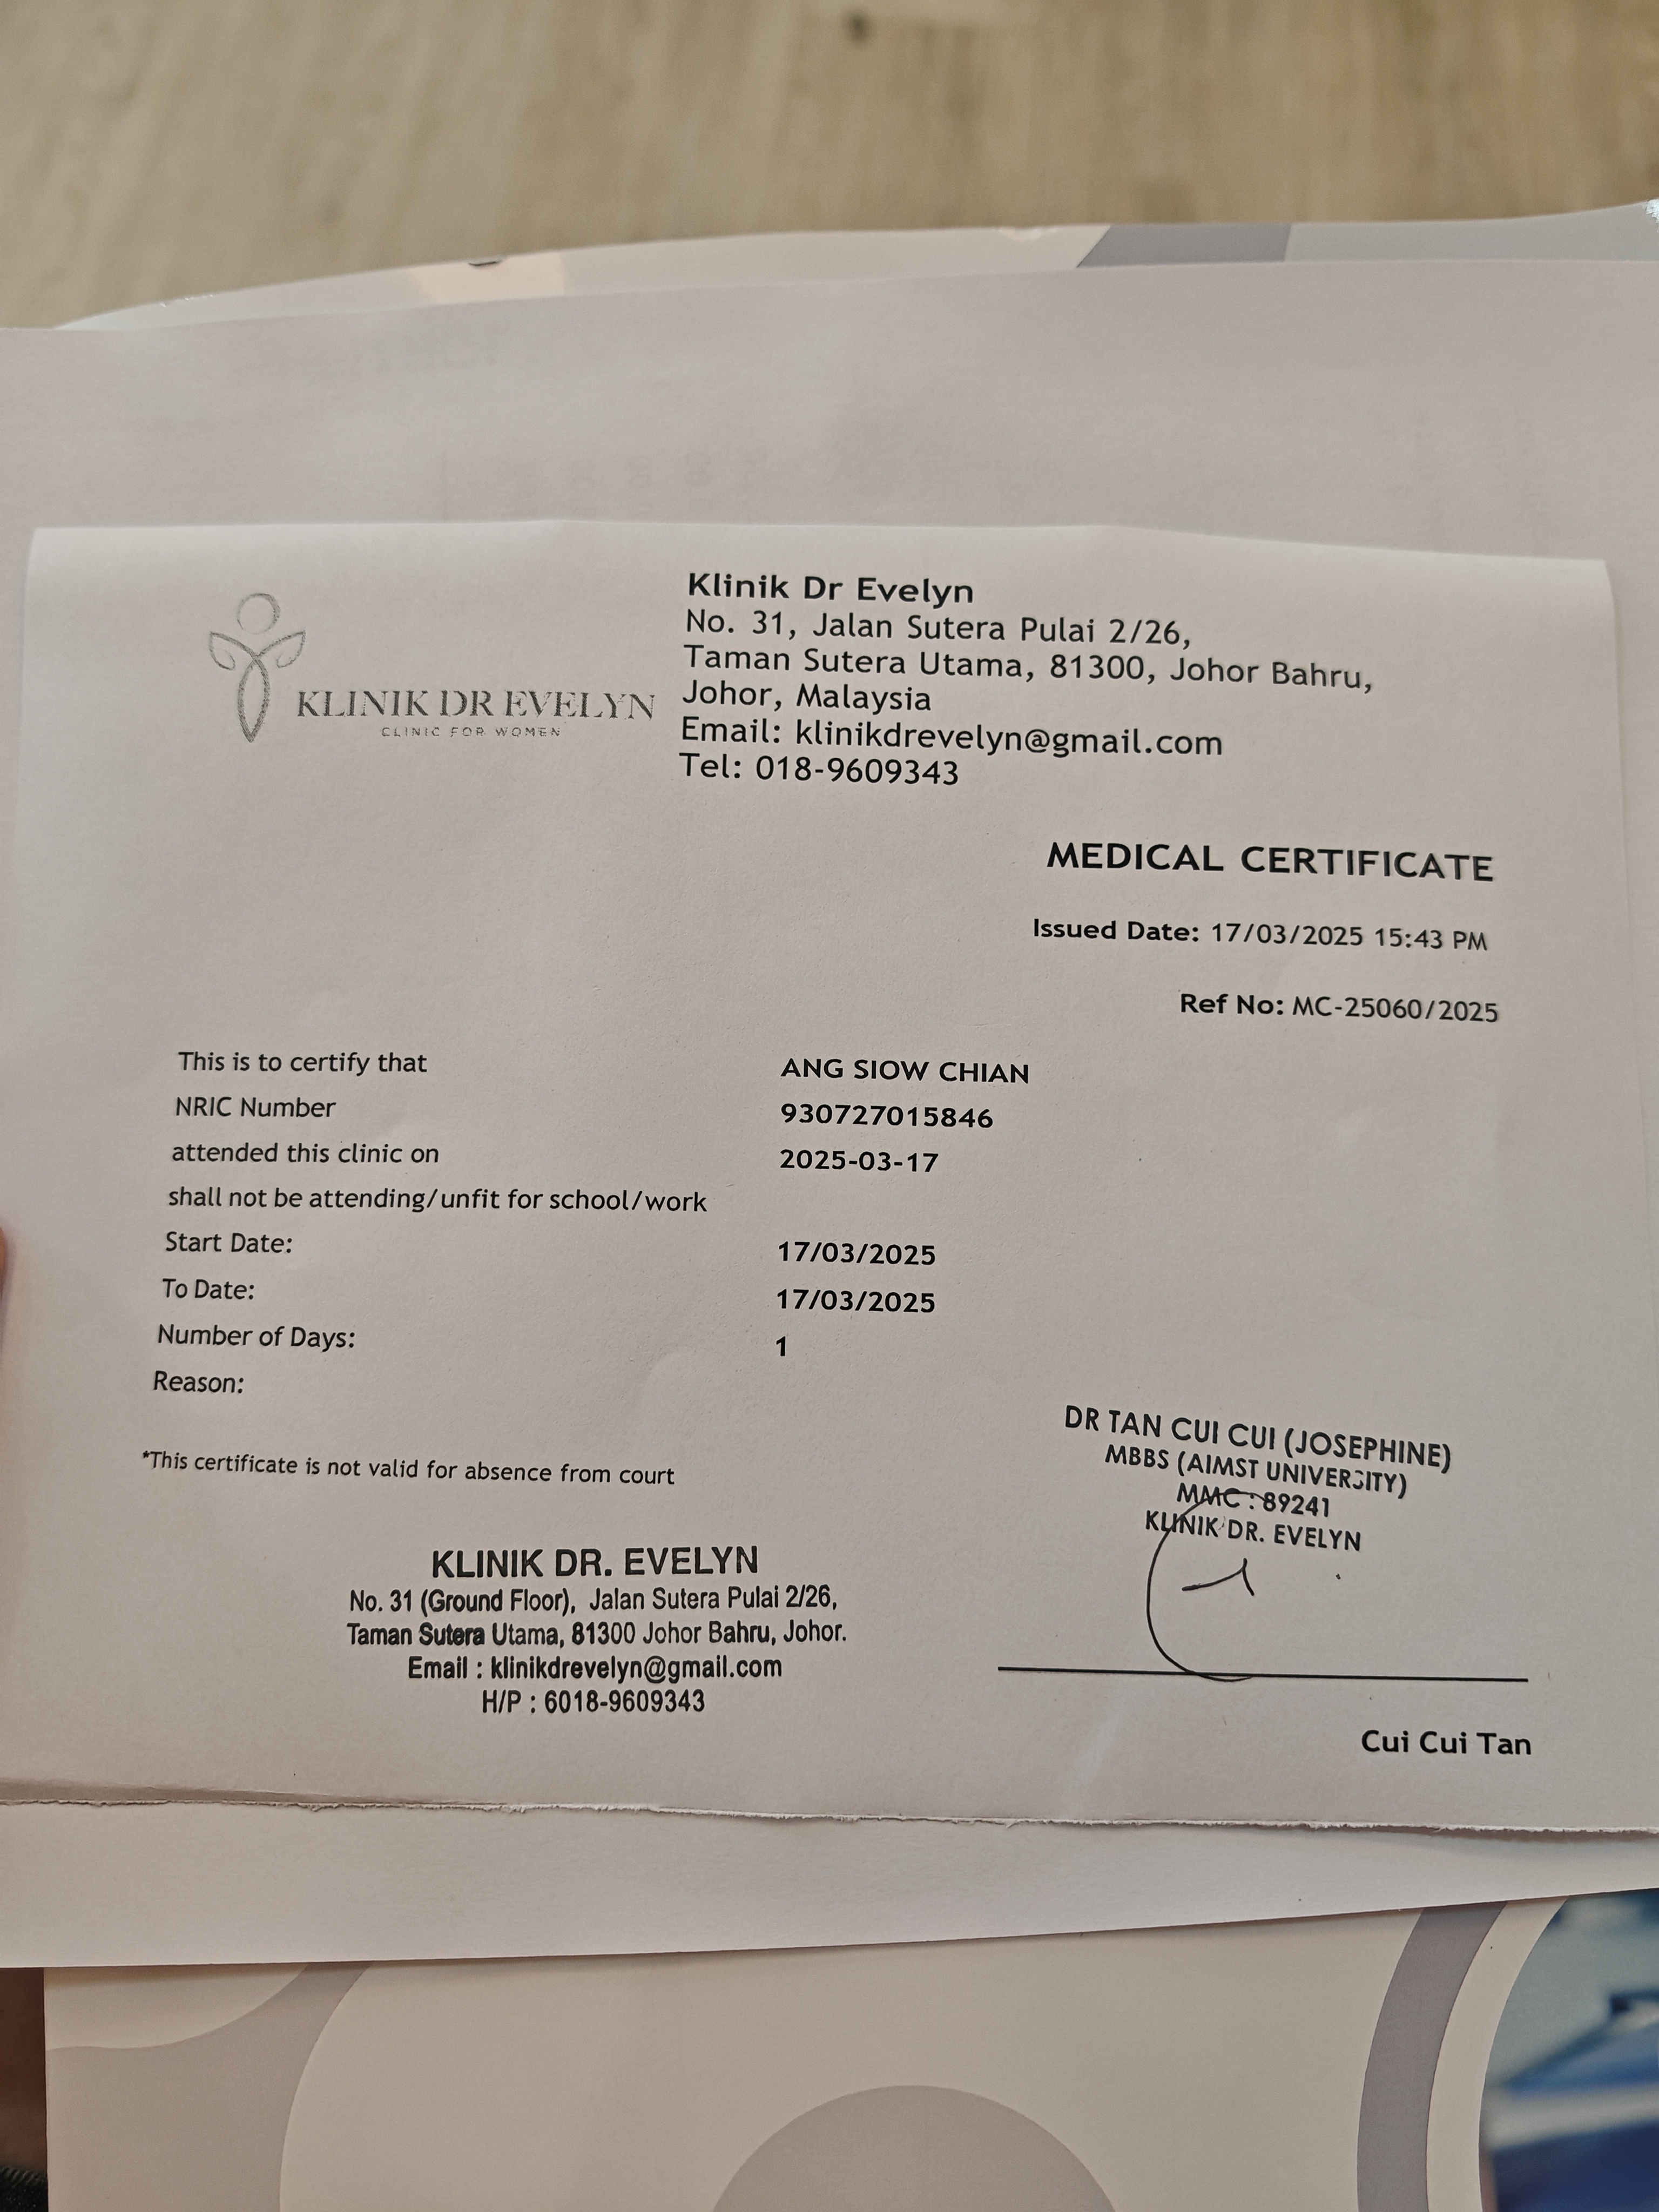 KLINIK DR EVELYN
CLINIC FOR WOMEN
Klinik Dr Evelyn
No. 31, Jalan Sutera Pulai 2/26,
Taman Sutera Utama, 81300, Johor Bahru,
Johor, Malaysia
Email: klinikdrevelyn@gmail.com
Tel: 018-9609343
MEDICAL CERTIFICATE
Issued Date: 17/03/2025 15:43 PM
Ref No: MC-25060/2025
This is to certify that ANG SIOW CHIAN
NRIC Number 930727015846
attended this clinic on 2025-03-17
shall not be attending/unfit for school/work
Start Date: 17/03/2025
To Date: 17/03/2025
Number of Days: 1
Reason:
*This certificate is not valid for absence from court
DR TAN CUI CUI (JOSEPHINE)
MBBS (AIMST UNIVERSITY)
MMC : 89241
KLINIK DR. EVELYN
KLINIK DR. EVELYN
No. 31 (Ground Floor), Jalan Sutera Pulai 2/26,
Taman Sutera Utama, 81300 Johor Bahru, Johor.
Email : klinikdrevelyn@gmail.com
H/P : 6018-9609343
Cui Cui Tan